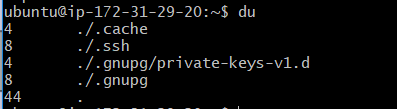 ubuntu@ip-172-31-29-20:~$ du
4 ./.cache
8 ./.ssh
4 ./.gnupg/private-keys-v1.d
8 ./.gnupg
44 .